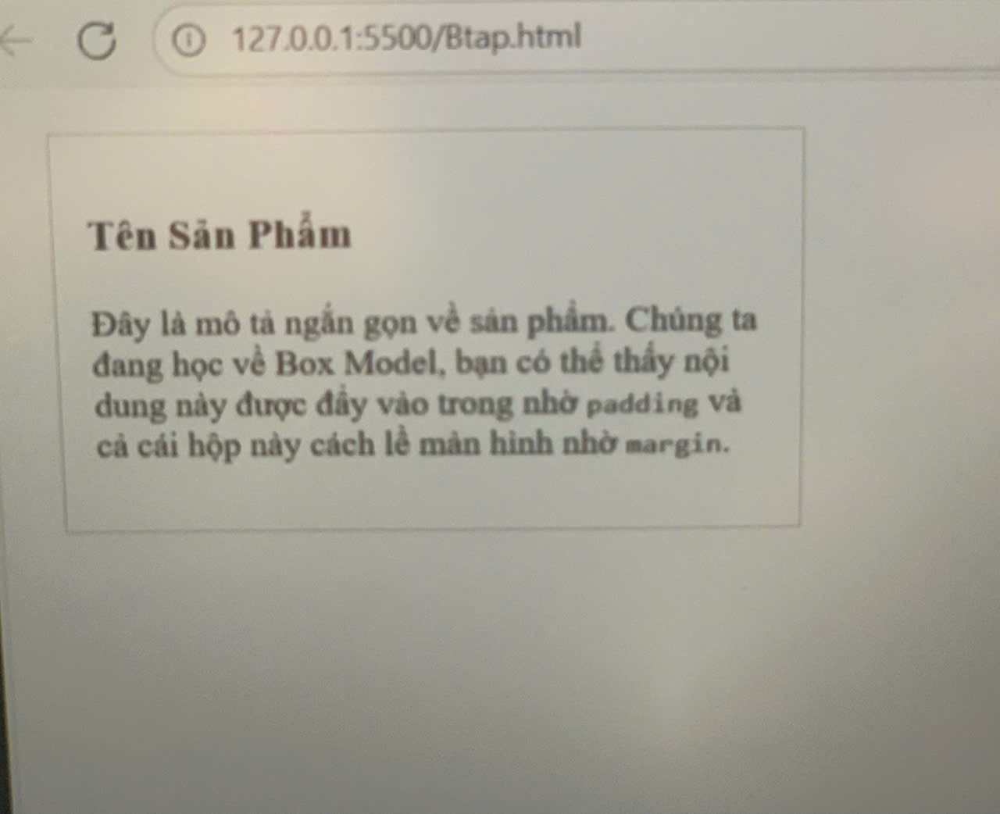 127.0.0.1:5500/Btap.html
Tên Sản Phẩm
Đây là mô tả ngắn gọn về sản phẩm. Chúng ta
đang học về Box Model, bạn có thể thấy nội
dung này được đẩy vào trong nhờ padding và
cả cái hộp này cách lề màn hình nhờ margin.